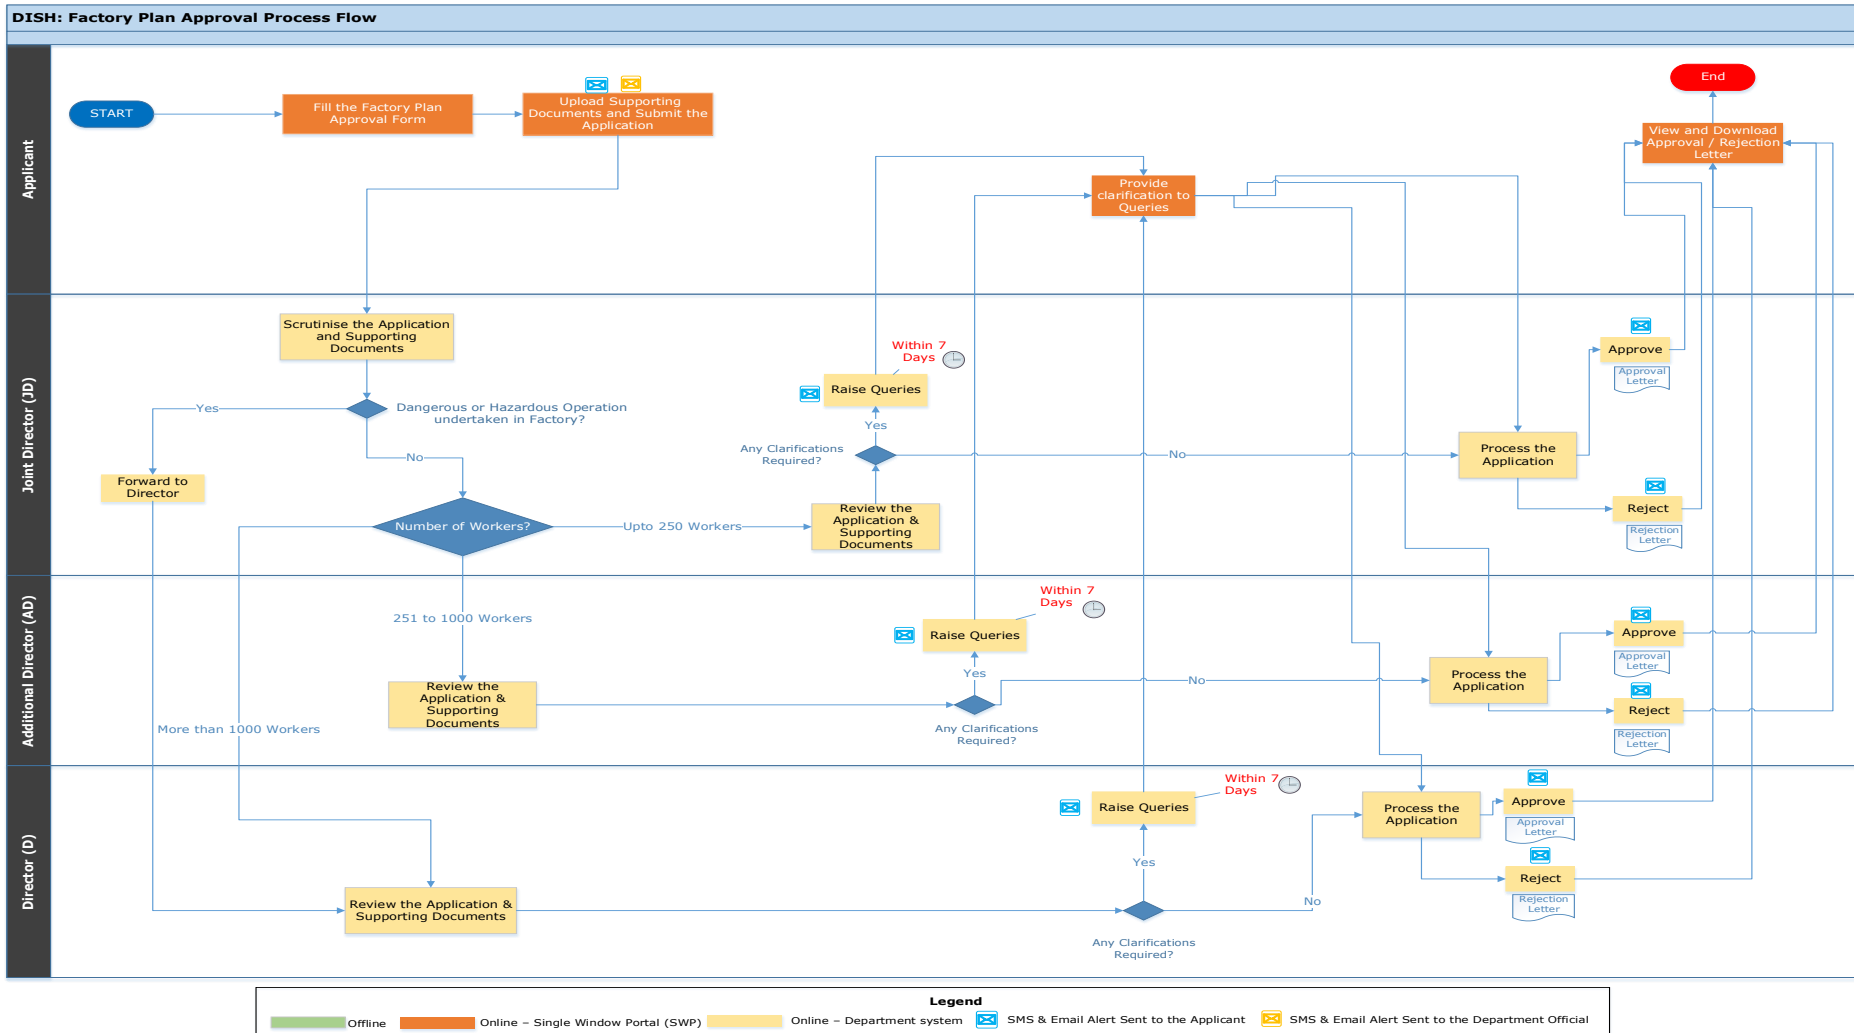 DISH: Factory Plan Approval Process Flow
Applicant
START
Fill the Factory Plan
Approval Form
Upload Supporting
Documents and Submit the
Application
Provide
clarification to
Queries
End
View and Download
Approval / Rejection
Letter
Joint Director (JD)
Scrutinise the Application
and Supporting
Documents
Dangerous or Hazardous Operation
undertaken in Factory?
Yes
No
Forward to
Director
Number of Workers?
Upto 250 Workers
Review the
Application &
Supporting
Documents
Any Clarifications
Required?
Yes
Raise Queries
Within 7
Days
No
Process the
Application
Approve
Approval
Letter
Reject
Rejection
Letter
Additional Director (AD)
251 to 1000 Workers
Review the
Application &
Supporting
Documents
More than 1000 Workers
Any Clarifications
Required?
Yes
Raise Queries
Within 7
Days
No
Process the
Application
Approve
Approval
Letter
Reject
Rejection
Letter
Director (D)
Review the Application &
Supporting Documents
Any Clarifications
Required?
Yes
Raise Queries
Within 7
Days
No
Process the
Application
Approve
Approval
Letter
Reject
Rejection
Letter
Legend
Offline
Online – Single Window Portal (SWP)
Online – Department system
SMS & Email Alert Sent to the Applicant
SMS & Email Alert Sent to the Department Official